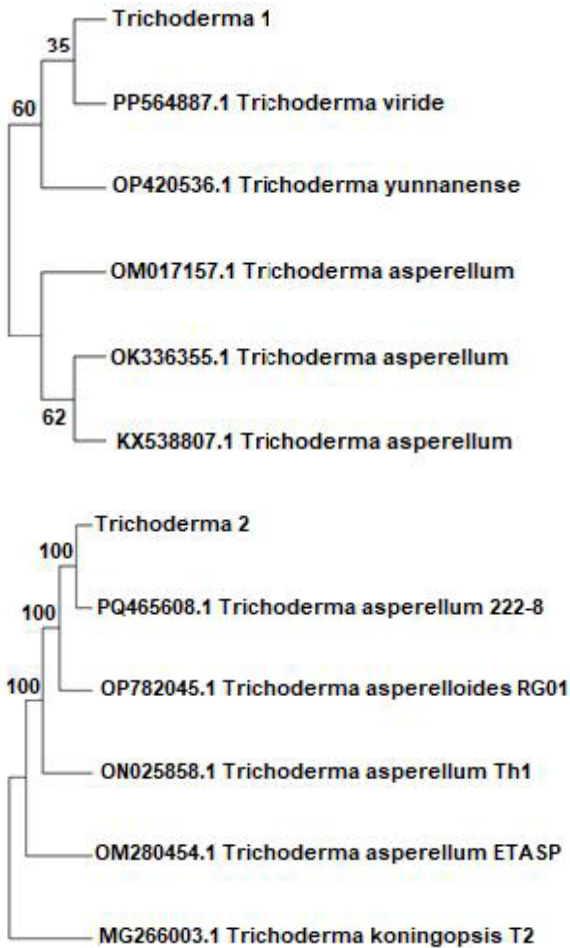 Trichoderma 1
35
PP564887.1 Trichoderma viride
60
OP420536.1 Trichoderma yunnanense
OM017157.1 Trichoderma asperellum
OK336355.1 Trichoderma asperellum
62
KX538807.1 Trichoderma asperellum
Trichoderma 2
100
PQ465608.1 Trichoderma asperellum 222-8
100
OP782045.1 Trichoderma asperelloides RG01
100
ON025858.1 Trichoderma asperellum Th1
OM280454.1 Trichoderma asperellum ETASP
MG266003.1 Trichoderma koningopsis T2